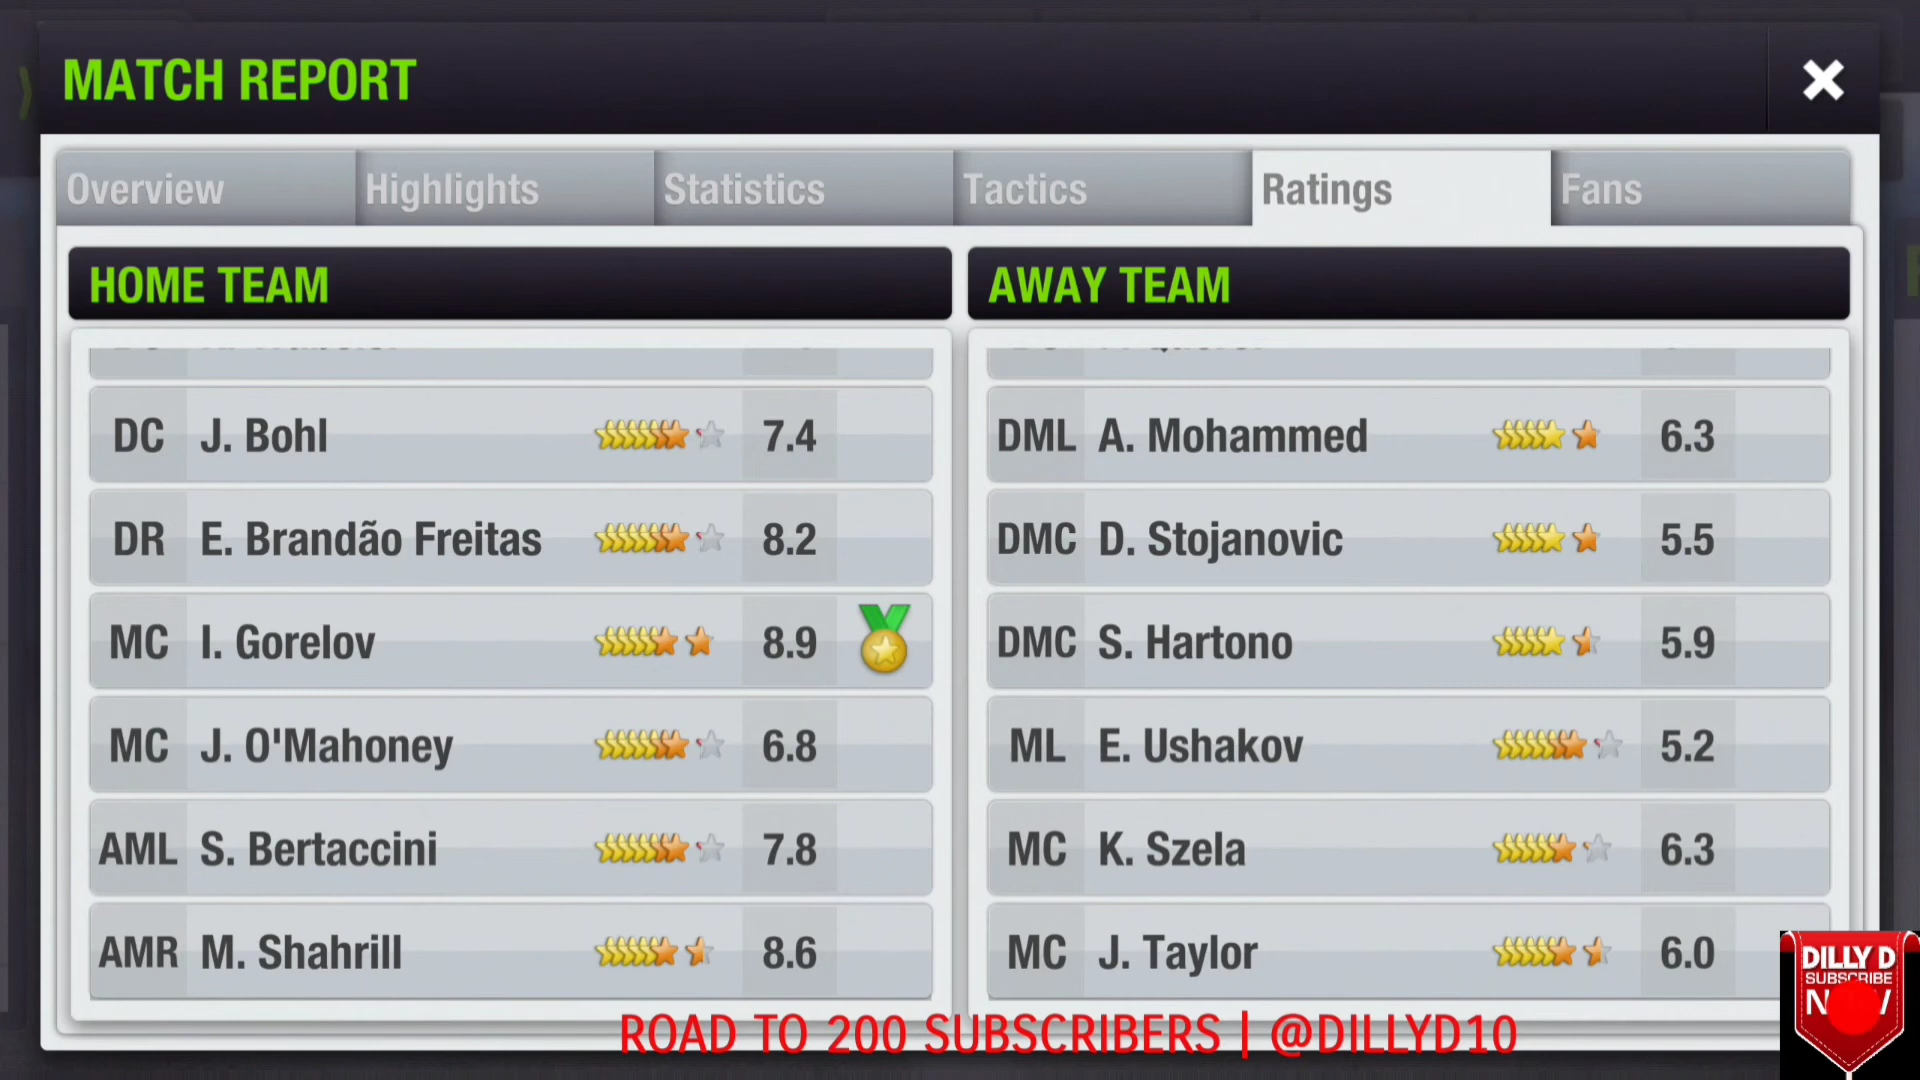 MATCH REPORT
Overview Highlights Statistics Tactics Ratings Fans
HOME TEAM
DC J. Bohl 7.4
DR E. Brandão Freitas 8.2
MC I. Gorelov 8.9
MC J. O'Mahoney 6.8
AML S. Bertaccini 7.8
AMR M. Shahrill 8.6
AWAY TEAM
DML A. Mohammed 6.3
DMC D. Stojanovic 5.5
DMC S. Hartono 5.9
ML E. Ushakov 5.2
MC K. Szela 6.3
MC J. Taylor 6.0
ROAD TO 200 SUBSCRIBERS | @DILLYD10
DILLY D
SUBSCRIBE